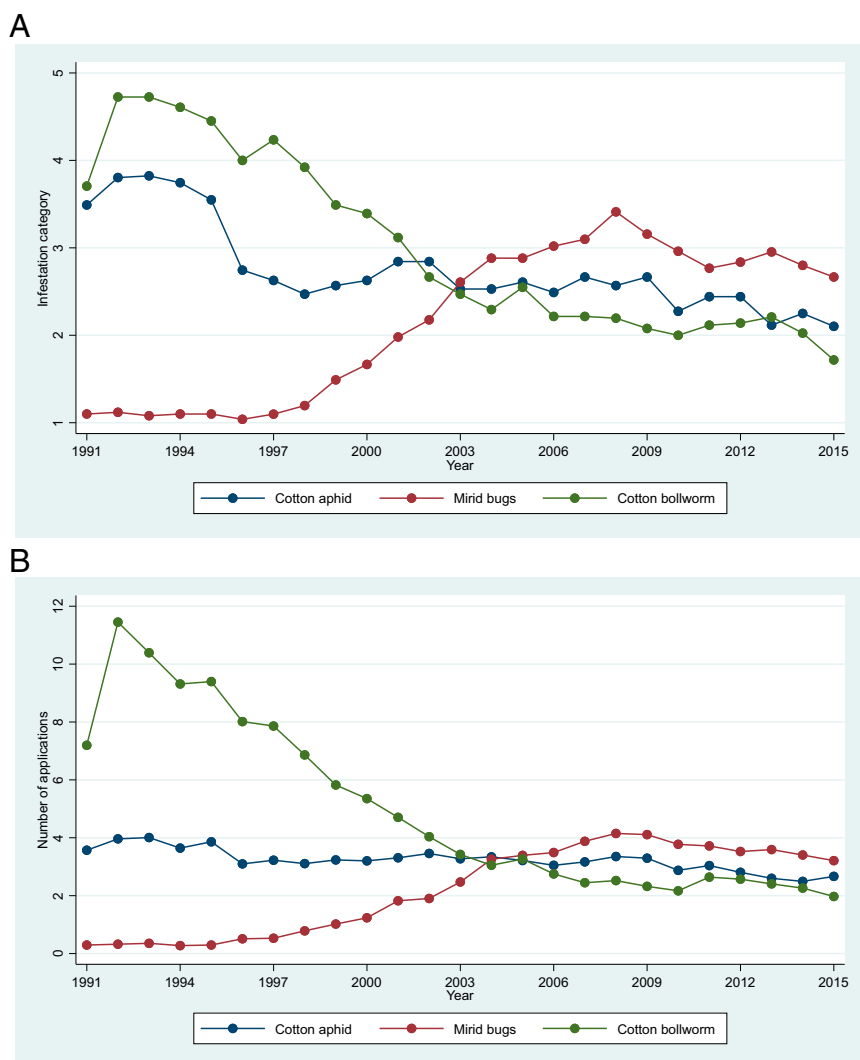 A
Infestation category
5
4
3
2
1
1991 1994 1997 2000 2003 2006 2009 2012 2015
Year
Cotton aphid Mirid bugs Cotton bollworm
B
Number of applications
12
10
8
6
4
2
0
1991 1994 1997 2000 2003 2006 2009 2012 2015
Year
Cotton aphid Mirid bugs Cotton bollworm